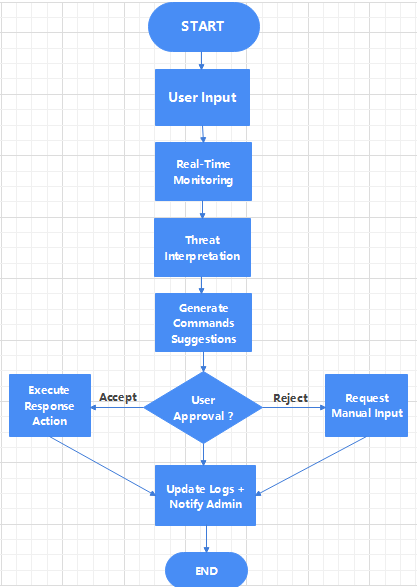 START
User Input
Real-Time
Monitoring
Threat
Interpretation
Generate
Commands
Suggestions
User
Approval ?
Accept
Reject
Execute
Response
Action
Request
Manual Input
Update Logs +
Notify Admin
END